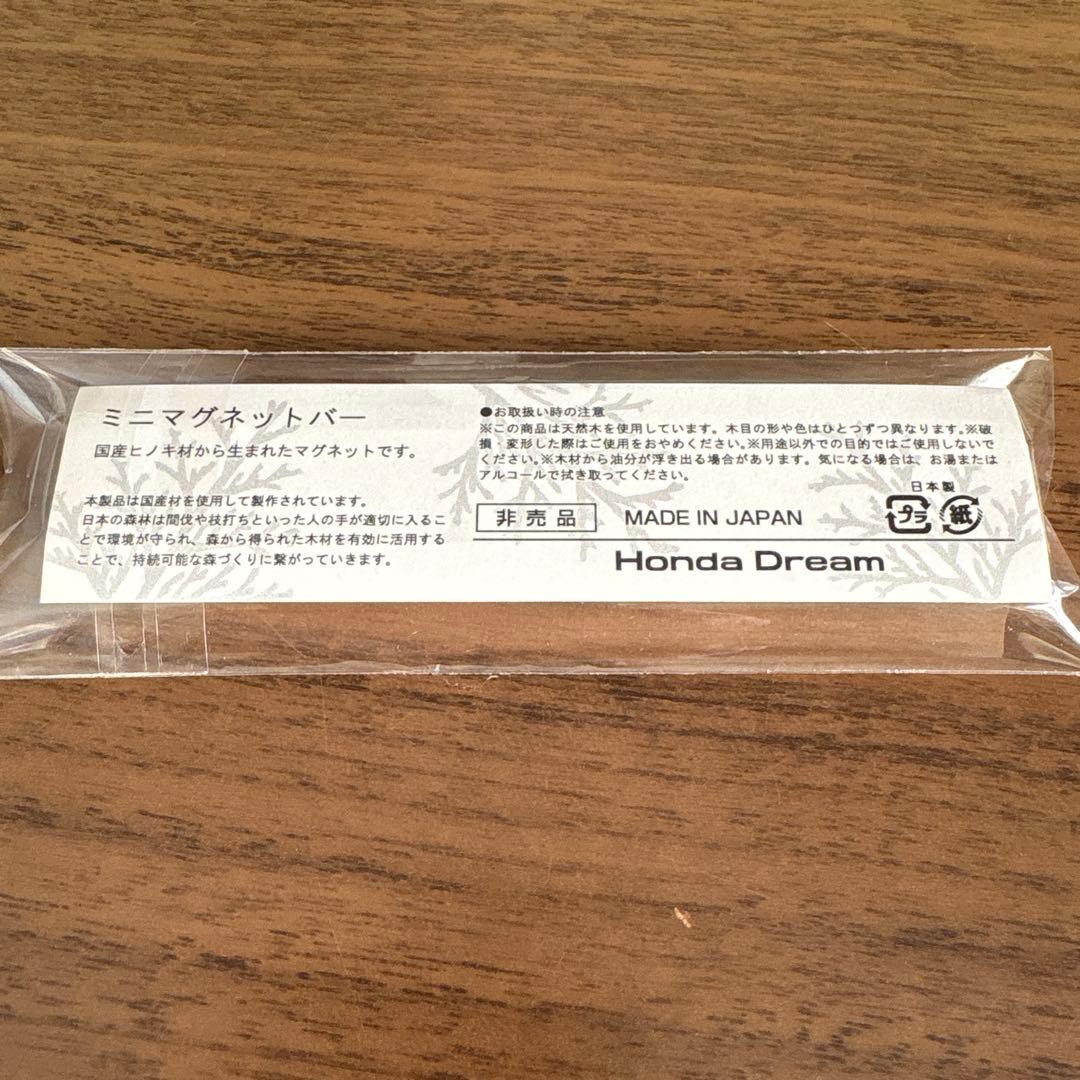 ミニマグネットバー
国産ヒノキ材から生まれたマグネットです。
本製品は国産材を使用して製作されています。
日本の森林は間伐や枝打ちといった人の手が適切に入るこ
とで環境が守られ、森から得られた木材を有効に活用する
ことで、持続可能な森づくりに繋がっていきます。
●お取扱い時の注意
※この商品は天然木を使用しています。木目の形や色はひとつずつ異なります。※破
損・変形した際はご使用をおやめください。※用途以外での目的ではご使用しないで
ください。※木材から油分が浮き出る場合があります。気になる場合は、お湯または
アルコールで拭き取ってください。
日本製
非売品 MADE IN JAPAN プラ 紙
Honda Dream